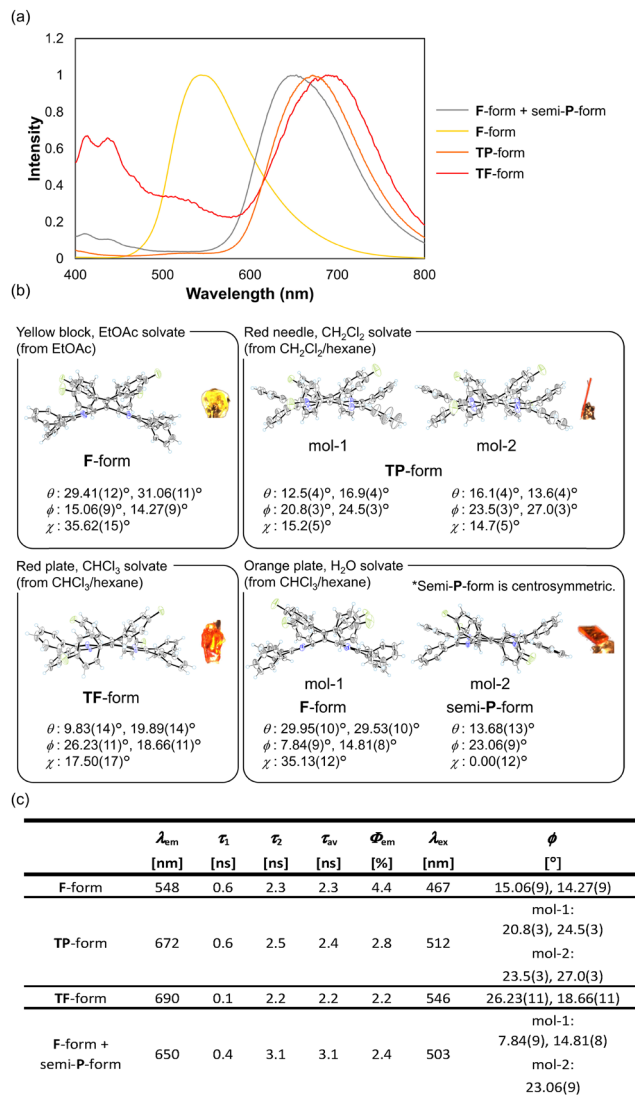 (a)
1
0.8
0.6
0.4
0.2
0
Intensity
400 500 600 700 800
Wavelength (nm)
F-form + semi-P-form
F-form
TP-form
TF-form
(b)
Yellow block, EtOAc solvate
(from EtOAc)
F-form
θ : 29.41(12)°, 31.06(11)°
ϕ : 15.06(9)°, 14.27(9)°
χ : 35.62(15)°
Red needle, CH₂Cl₂ solvate
(from CH₂Cl₂/hexane)
mol-1 mol-2
TP-form
θ : 12.5(4)°, 16.9(4)° θ : 16.1(4)°, 13.6(4)°
ϕ : 20.8(3)°, 24.5(3)° ϕ : 23.5(3)°, 27.0(3)°
χ : 15.2(5)° χ : 14.7(5)°
Red plate, CHCl₃ solvate
(from CHCl₃/hexane)
TF-form
θ : 9.83(14)°, 19.89(14)°
ϕ : 26.23(11)°, 18.66(11)°
χ : 17.50(17)°
Orange plate, H₂O solvate
(from CHCl₃/hexane) *Semi-P-form is centrosymmetric.
mol-1 mol-2
F-form semi-P-form
θ : 29.95(10)°, 29.53(10)° θ : 13.68(13)°
ϕ : 7.84(9)°, 14.81(8)° ϕ : 23.06(9)°
χ : 35.13(12)° χ : 0.00(12)°
(c)
λem τ1 τ2 τav Φem λex ϕ
[nm] [ns] [ns] [ns] [%] [nm] [°]
F-form 548 0.6 2.3 2.3 4.4 467 15.06(9), 14.27(9)
mol-1:
20.8(3), 24.5(3)
TP-form 672 0.6 2.5 2.4 2.8 512
mol-2:
23.5(3), 27.0(3)
TF-form 690 0.1 2.2 2.2 2.2 546 26.23(11), 18.66(11)
mol-1:
F-form + 7.84(9), 14.81(8)
650 0.4 3.1 3.1 2.4 503
semi-P-form mol-2:
23.06(9)